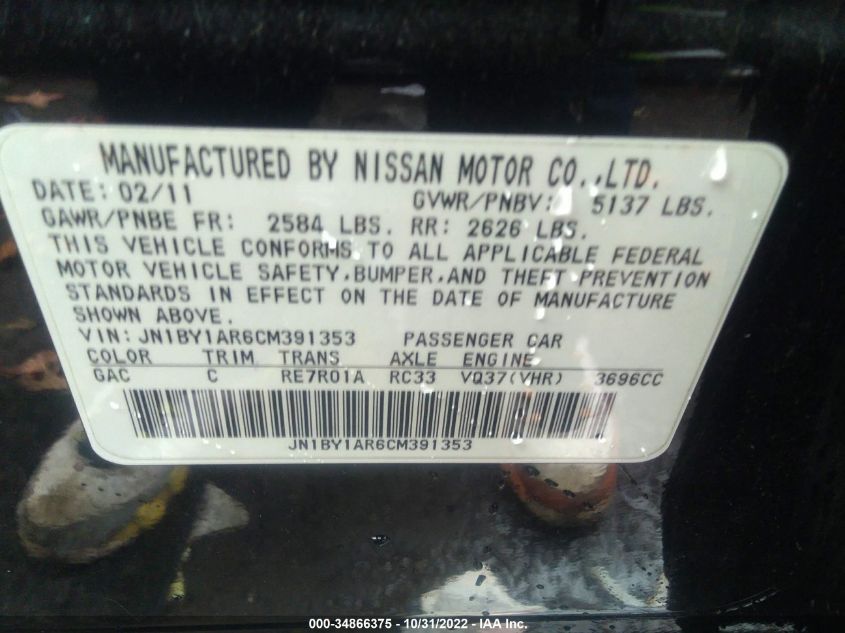 MANUFACTURED BY NISSAN MOTOR CO.,LTD.
DATE: 02/11 GVWR/PNBV: 5137 LBS.
GAWR/PNBE FR: 2584 LBS. RR: 2626 LBS.
THIS VEHICLE CONFORMS TO ALL APPLICABLE FEDERAL
MOTOR VEHICLE SAFETY,BUMPER,AND THEFT PREVENTION
STANDARDS IN EFFECT ON THE DATE OF MANUFACTURE
SHOWN ABOVE.
VIN:JN1BY1AR6CM391353 PASSENGER CAR
COLOR TRIM TRANS AXLE ENGINE
GAC C RE7R01A RC33 VQ37(VHR) 3696CC
JN1BY1AR6CM391353
000-34866375 - 10/31/2022 - IAA Inc.